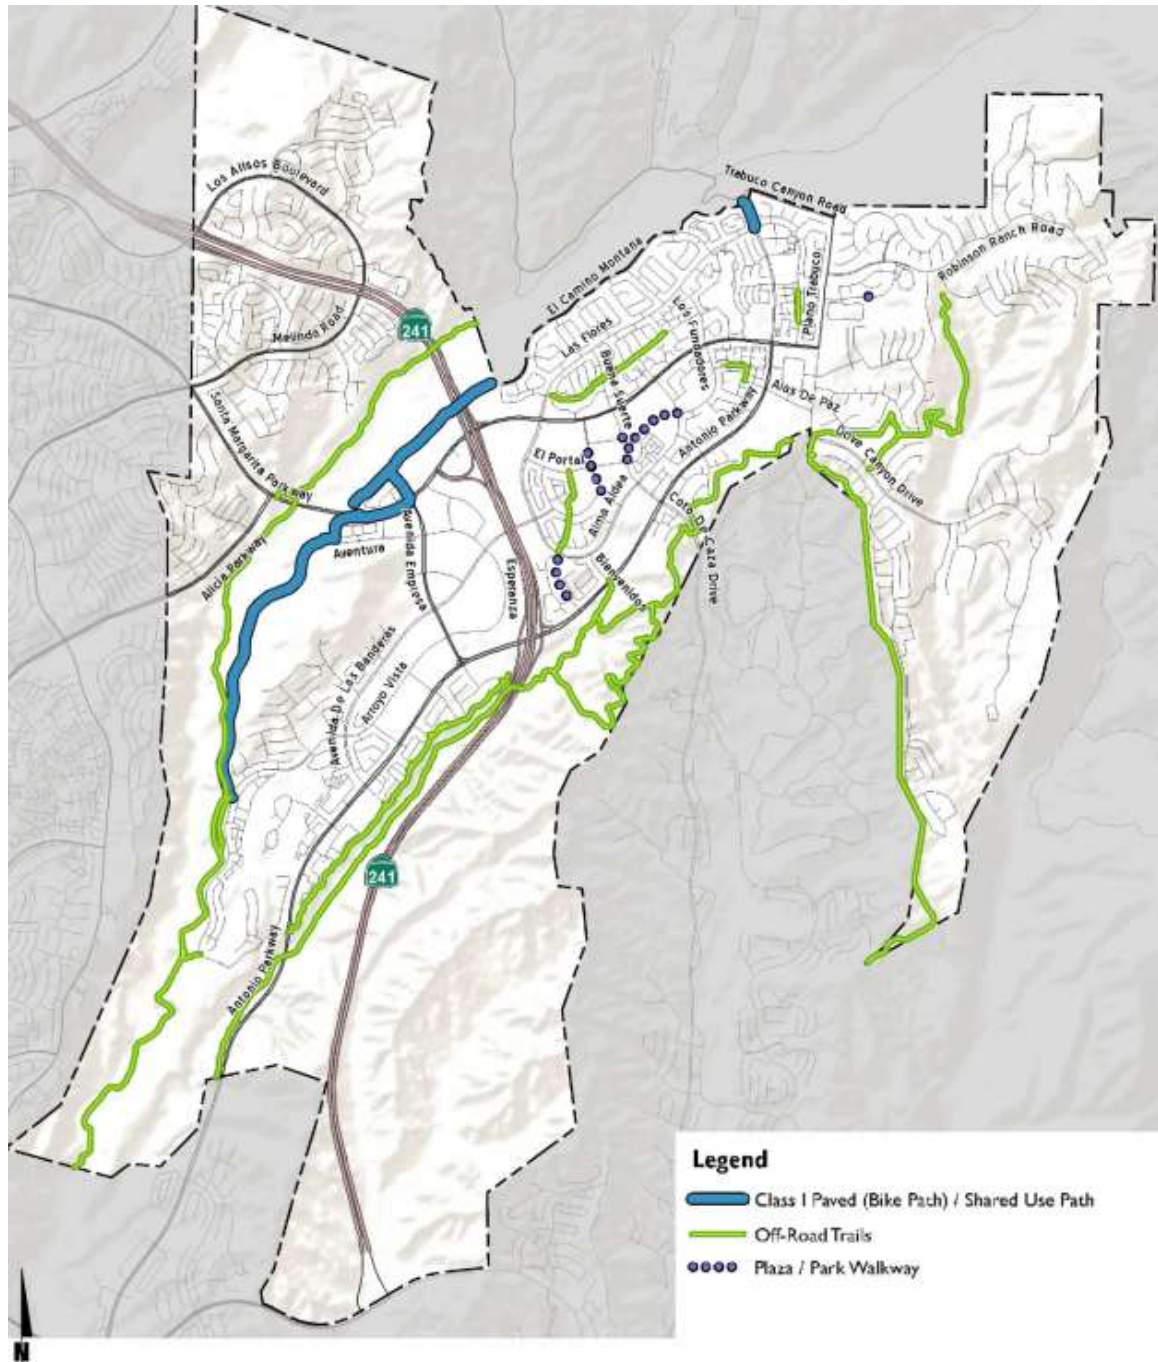 Trabuco Canyon Road
Los Alisos Boulevard
Robinson Ranch Road
El Camino Montana
Plano Trabuco
Melinda Road
241
Las Flores
Los Fundadores
Buena Suerte
Santa Margarita Parkway
Alas De Paz
Antonio Parkway
Dove Canyon Drive
El Portal
Alma Aldea
Coto De Caza Drive
Avenida Empresa
Aventura
Alicia Parkway
Esperanza
Bienvenidos
Avenida De Las Banderas
Arroyo Vista
241
Antonio Parkway
Legend
Class I Paved (Bike Path) / Shared Use Path
Off-Road Trails
Plaza / Park Walkway
N